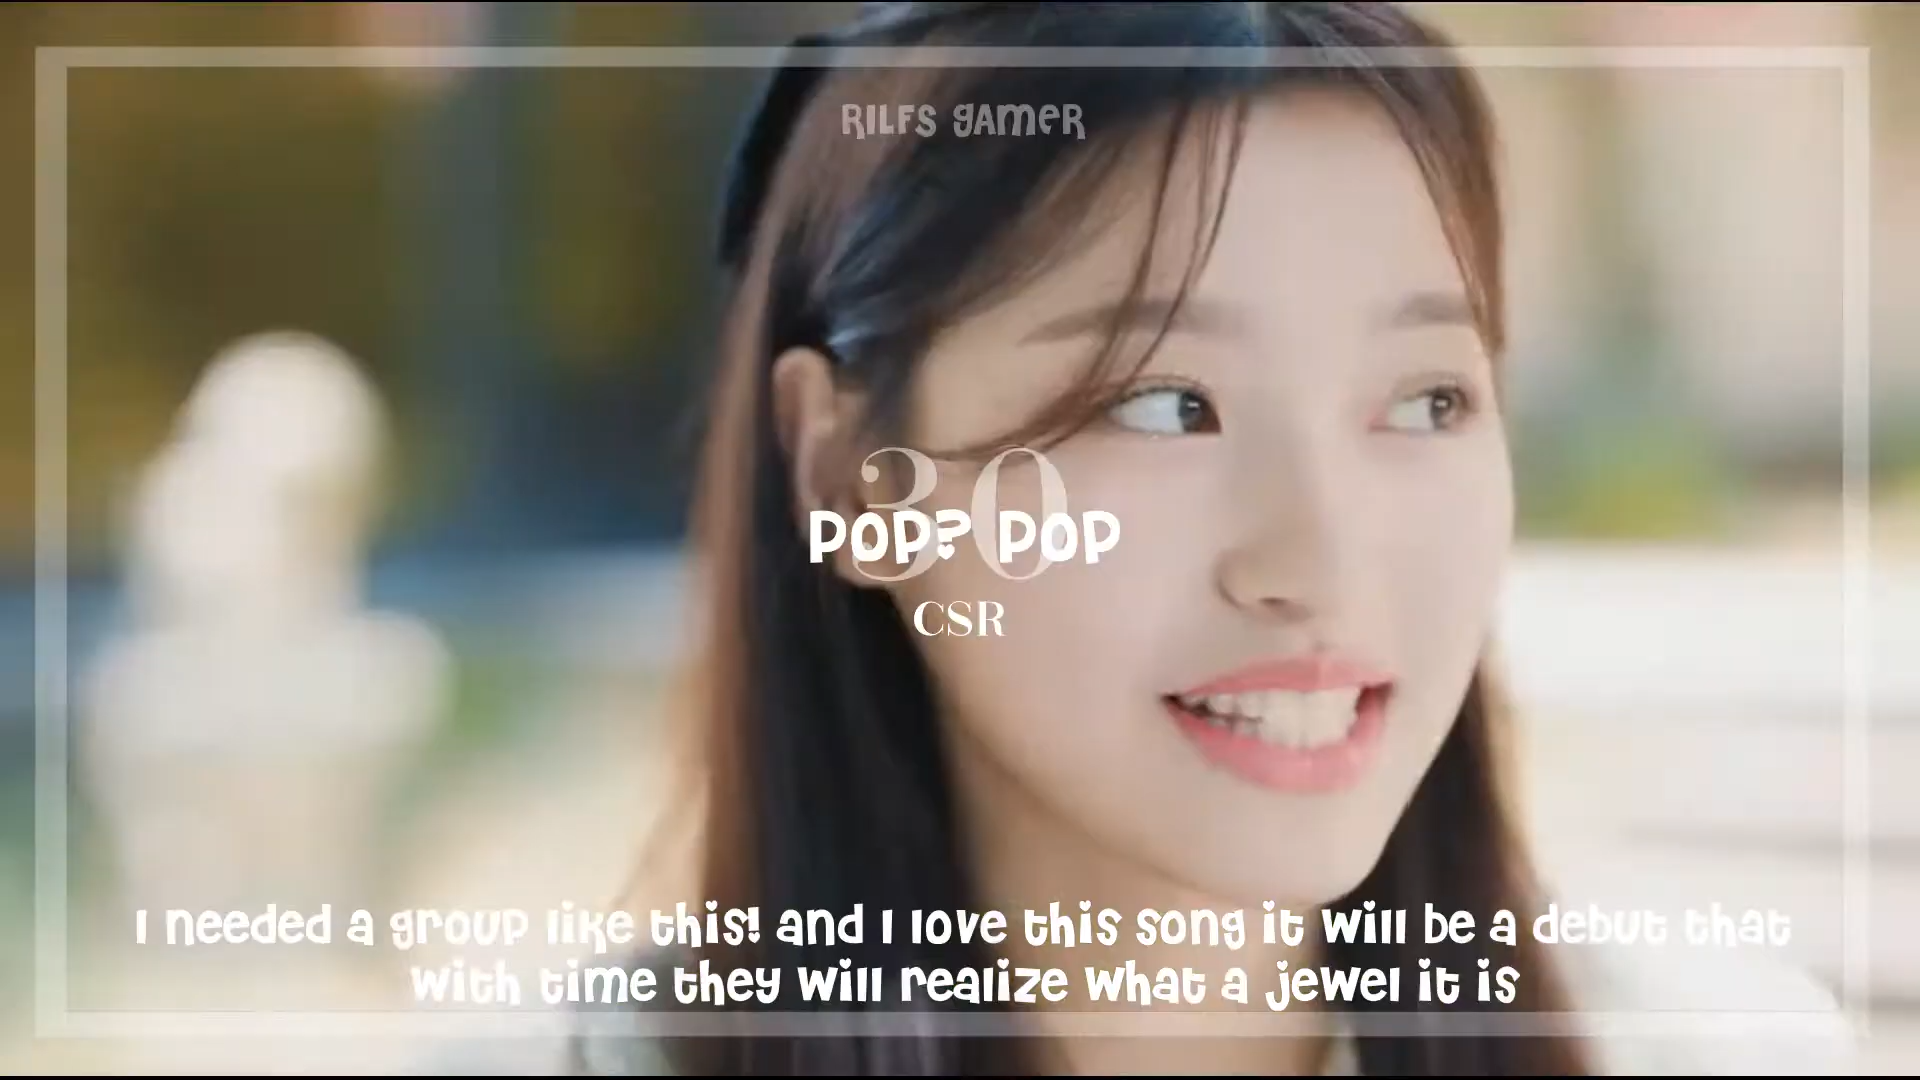 RILFS GAMER
30
POP? POP
CSR
I needed a group like this! and I love this song it will be a debut that
with time they will realize what a jewel it is